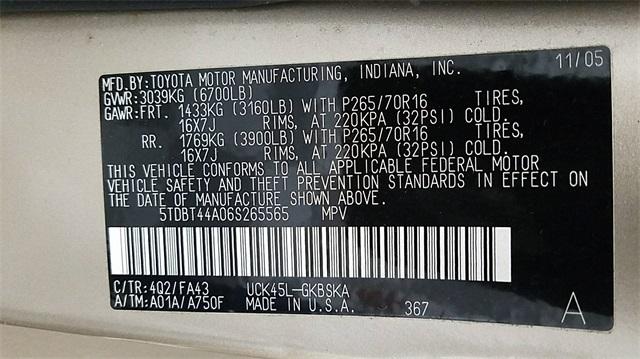 MFD.BY:TOYOTA MOTOR MANUFACTURING, INDIANA, INC. 11/05
GVWR:3039KG (6700LB)
GAWR:FRT. 1433KG (3160LB) WITH P265/70R16 TIRES,
16X7J RIMS, AT 220KPA (32PSI) COLD.
RR. 1769KG (3900LB) WITH P265/70R16 TIRES,
16X7J RIMS, AT 220KPA (32PSI) COLD.
THIS VEHICLE CONFORMS TO ALL APPLICABLE FEDERAL MOTOR
VEHICLE SAFETY AND THEFT PREVENTION STANDARDS IN EFFECT ON
THE DATE OF MANUFACTURE SHOWN ABOVE.
5TDBT44A06S265565 MPV
C/TR:4Q2/FA43 UCK45L-GKBSKA
A/TM:A01A/A750F MADE IN U.S.A. 367 A